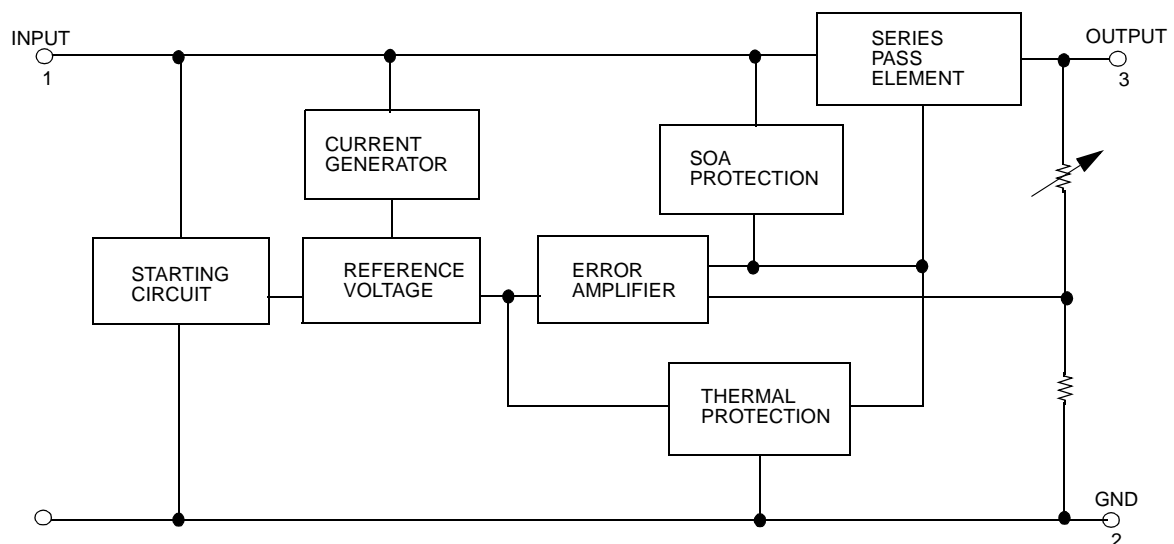 INPUT
1
SERIES
PASS
ELEMENT
OUTPUT
3
CURRENT
GENERATOR
SOA
PROTECTION
STARTING
CIRCUIT
REFERENCE
VOLTAGE
ERROR
AMPLIFIER
THERMAL
PROTECTION
GND
2